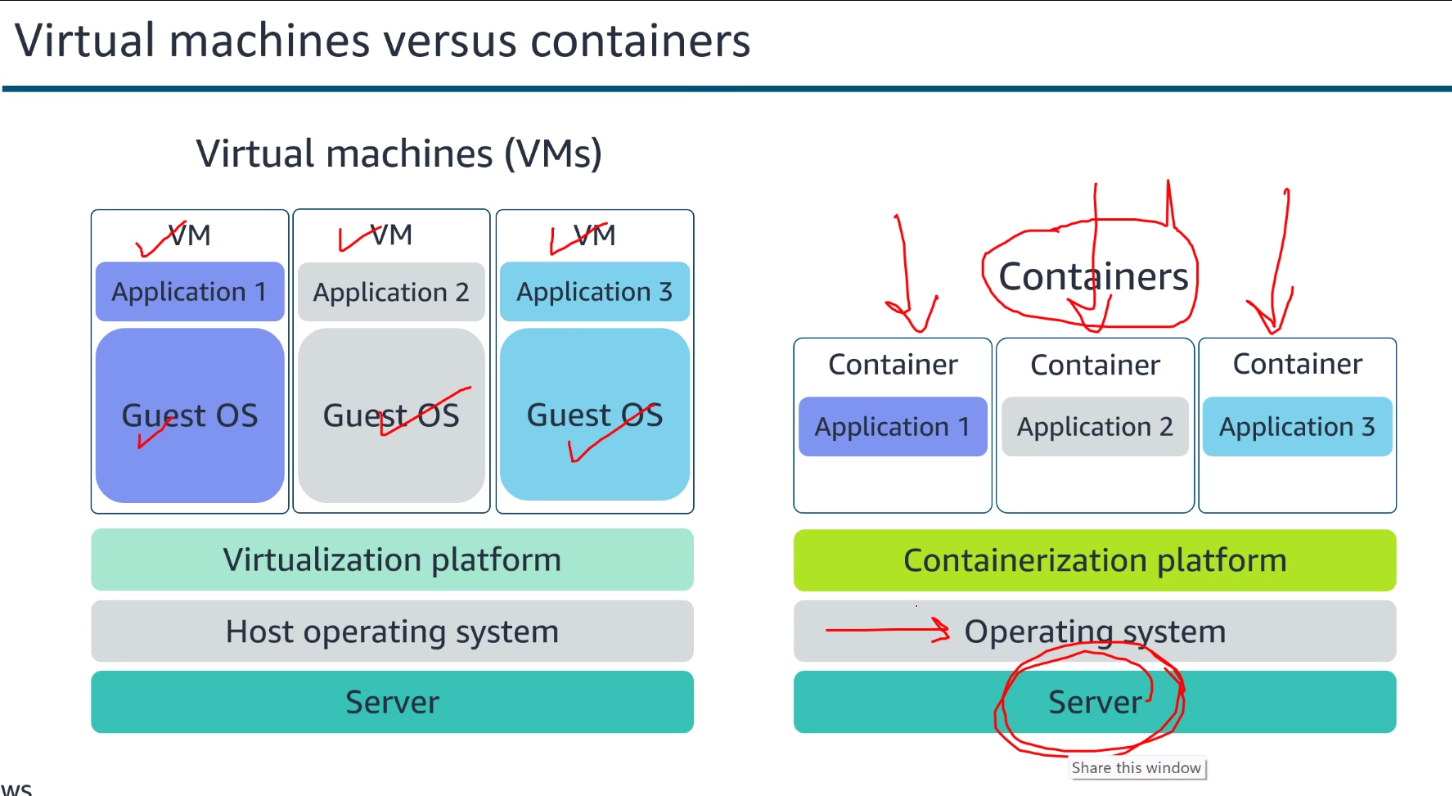 Virtual machines versus containers
Virtual machines (VMs)
VM VM VM
Application 1 Application 2 Application 3
Guest OS Guest OS Guest OS
Virtualization platform
Host operating system
Server
Containers
Container Container Container
Application 1 Application 2 Application 3
Containerization platform
Operating system
Server
Share this window
ws